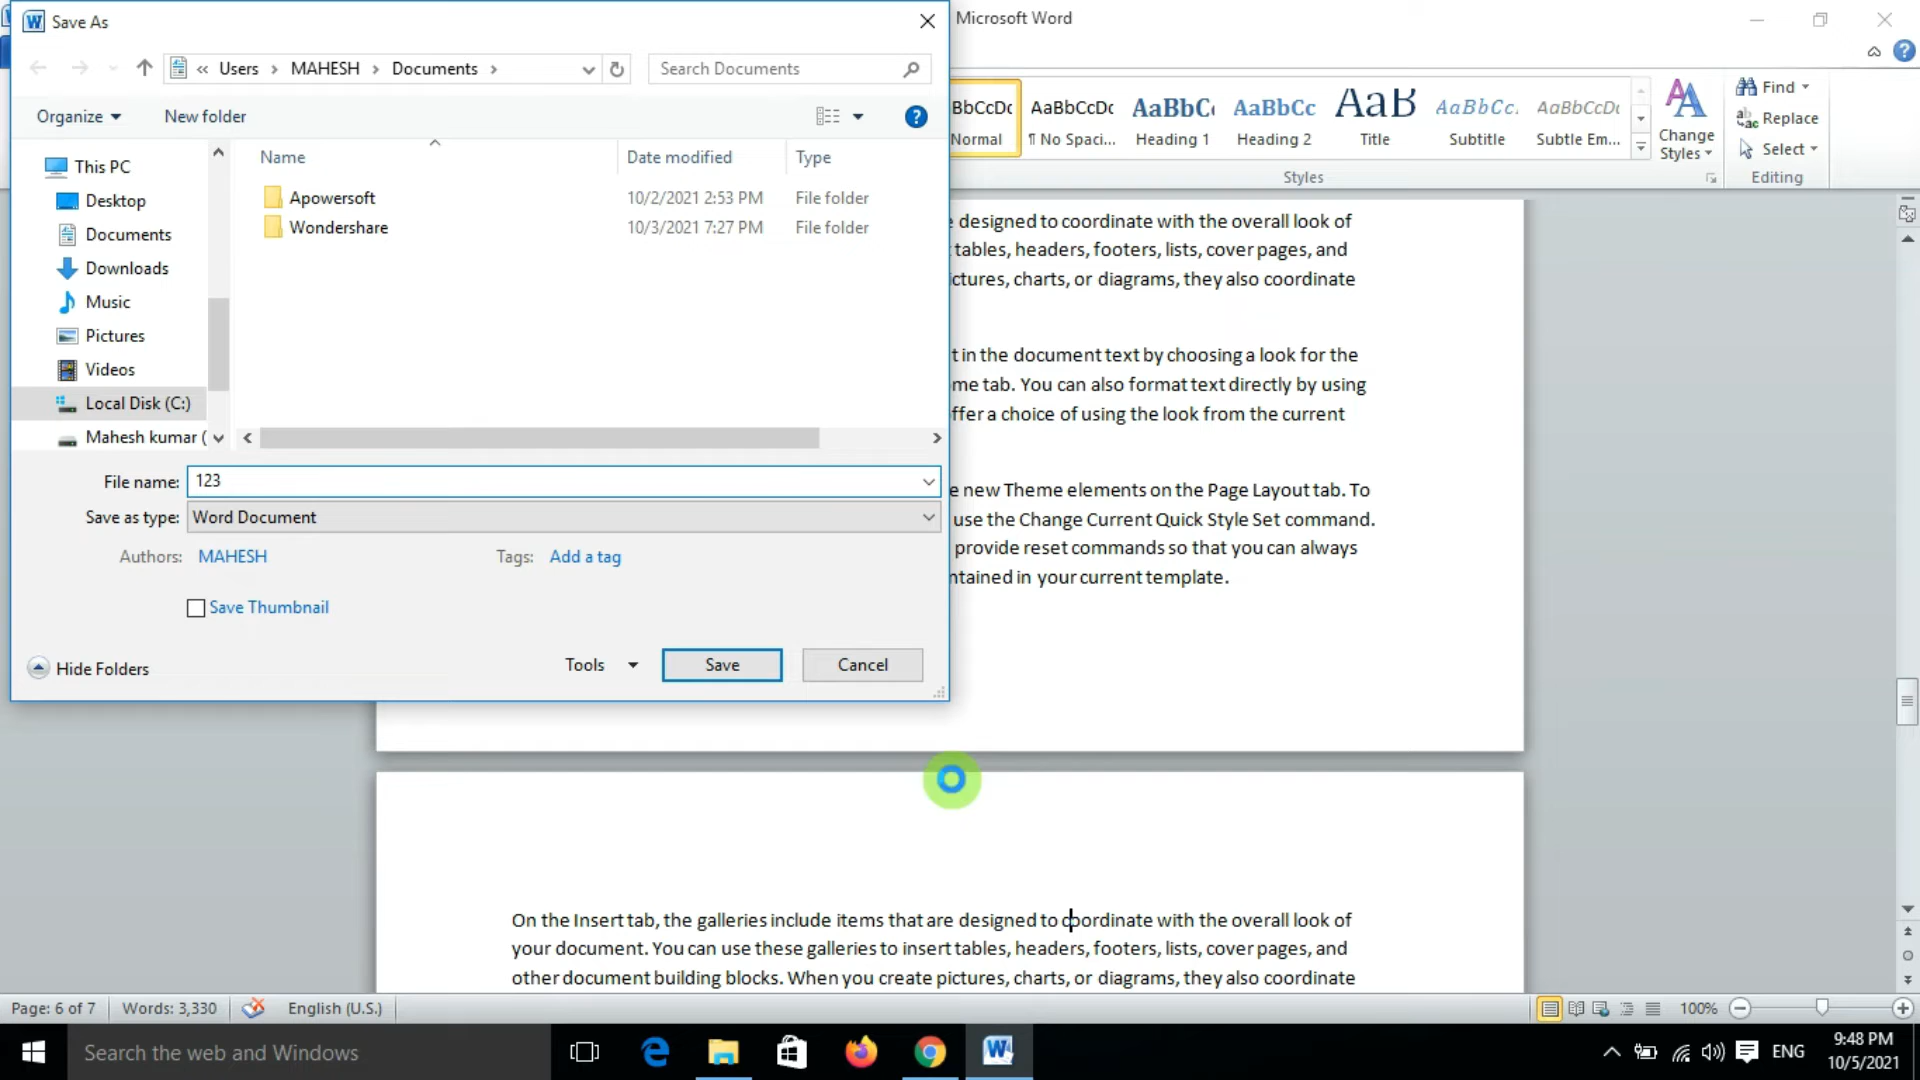 Save As
Microsoft Word
« Users › MAHESH › Documents ›
Search Documents
Organize
New folder
Name
Date modified
Type
This PC
Desktop
Documents
Downloads
Music
Pictures
Videos
Local Disk (C:)
Mahesh kumar (
Apowersoft 10/2/2021 2:53 PM File folder
Wondershare 10/3/2021 7:27 PM File folder
File name: 123
Save as type: Word Document
Authors: MAHESH
Tags: Add a tag
Save Thumbnail
Hide Folders
Tools
Save
Cancel
BbCcDc AaBbCcDc AaBbC AaBbCc AaB AaBbCc. AaBbCcDc
Normal ¶ No Spaci... Heading 1 Heading 2 Title Subtitle Subtle Em...
Change
Styles
Styles
Find
Replace
Select
Editing
designed to coordinate with the overall look of
tables, headers, footers, lists, cover pages, and
ctures, charts, or diagrams, they also coordinate
t in the document text by choosing a look for the
me tab. You can also format text directly by using
ffer a choice of using the look from the current
e new Theme elements on the Page Layout tab. To
use the Change Current Quick Style Set command.
provide reset commands so that you can always
ntained in your current template.
On the Insert tab, the galleries include items that are designed to coordinate with the overall look of
your document. You can use these galleries to insert tables, headers, footers, lists, cover pages, and
other document building blocks. When you create pictures, charts, or diagrams, they also coordinate
Page: 6 of 7
Words: 3,330
English (U.S.)
100%
Search the web and Windows
ENG
9:48 PM
10/5/2021